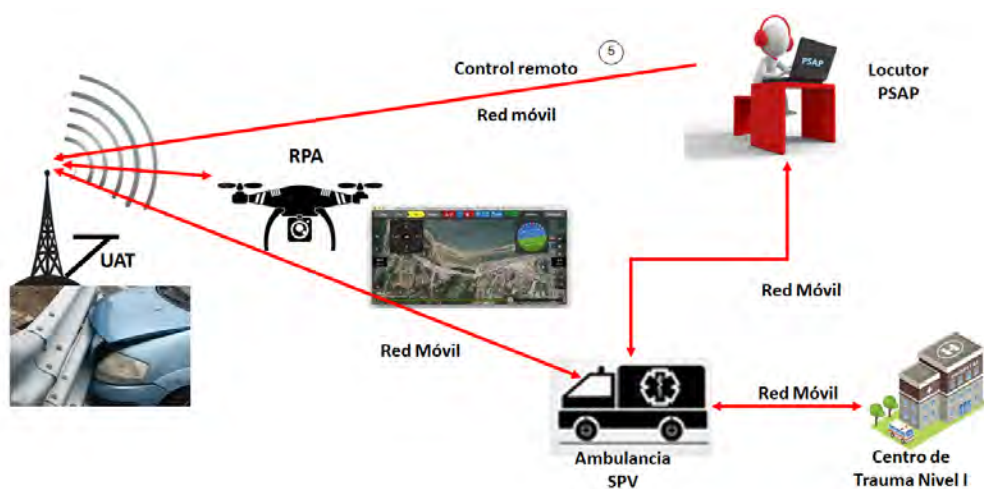 5
Control remoto
Red móvil
PSAP
Locutor
PSAP
RPA
UAT
Red Móvil
Red Móvil
Red Móvil
Ambulancia
SPV
Centro de
Trauma Nivel I